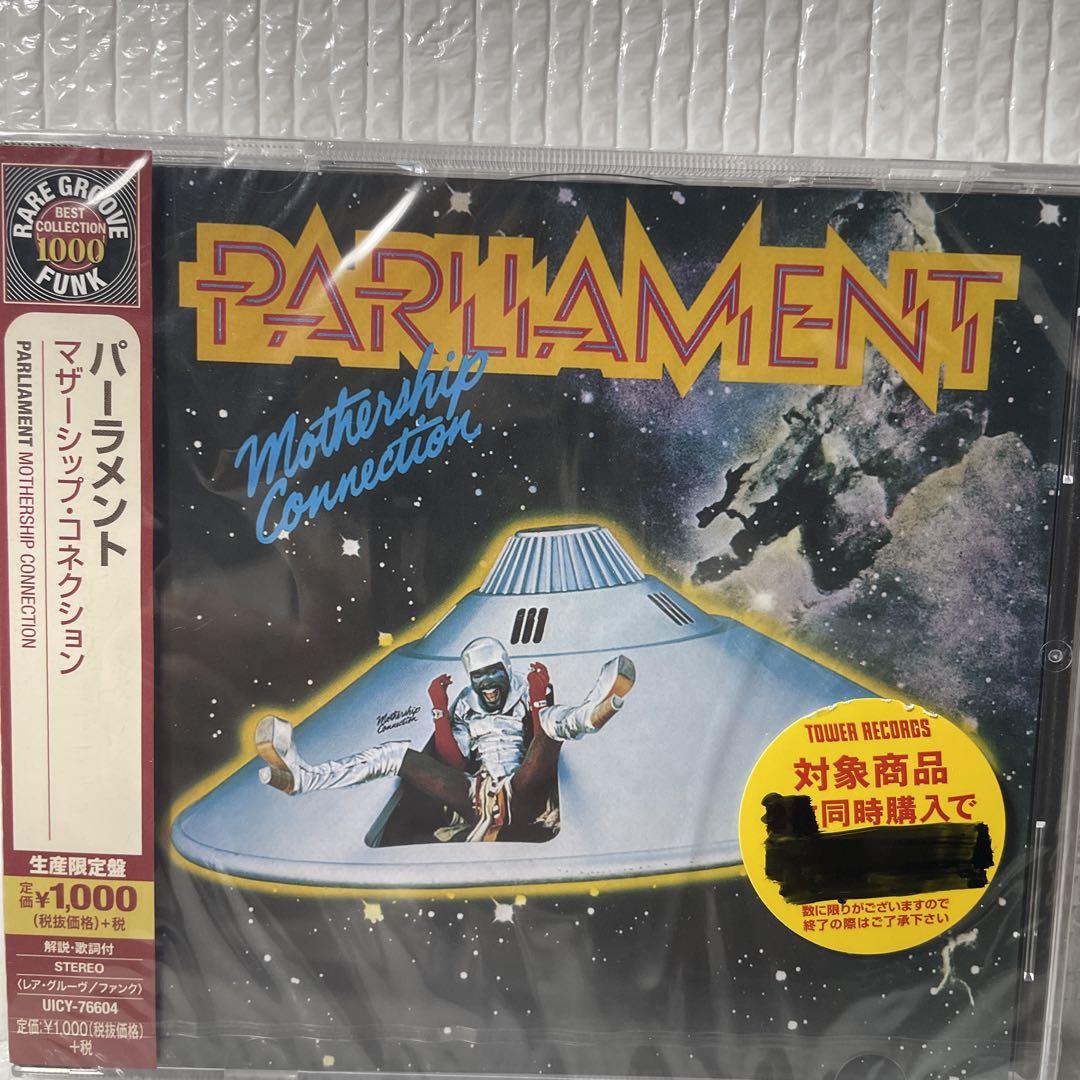 RARE GROOVE
BEST
COLLECTION
1000
FUNK
パーラメント
マザーシップ・コネクション
PARLIAMENT MOTHERSHIP CONNECTION
生産限定盤
定価¥1,000
(税抜価格)+税
解説・歌詞付
STEREO
〈レア・グルーヴ/ファンク〉
UICY-76604
定価:¥1,000(税抜価格)
+税
PARLIAMENT
Mothership
Connection
Mothership
Connection
TOWER RECORDS
対象商品
同時購入で
数に限りがございますので
終了の際はご了承下さい